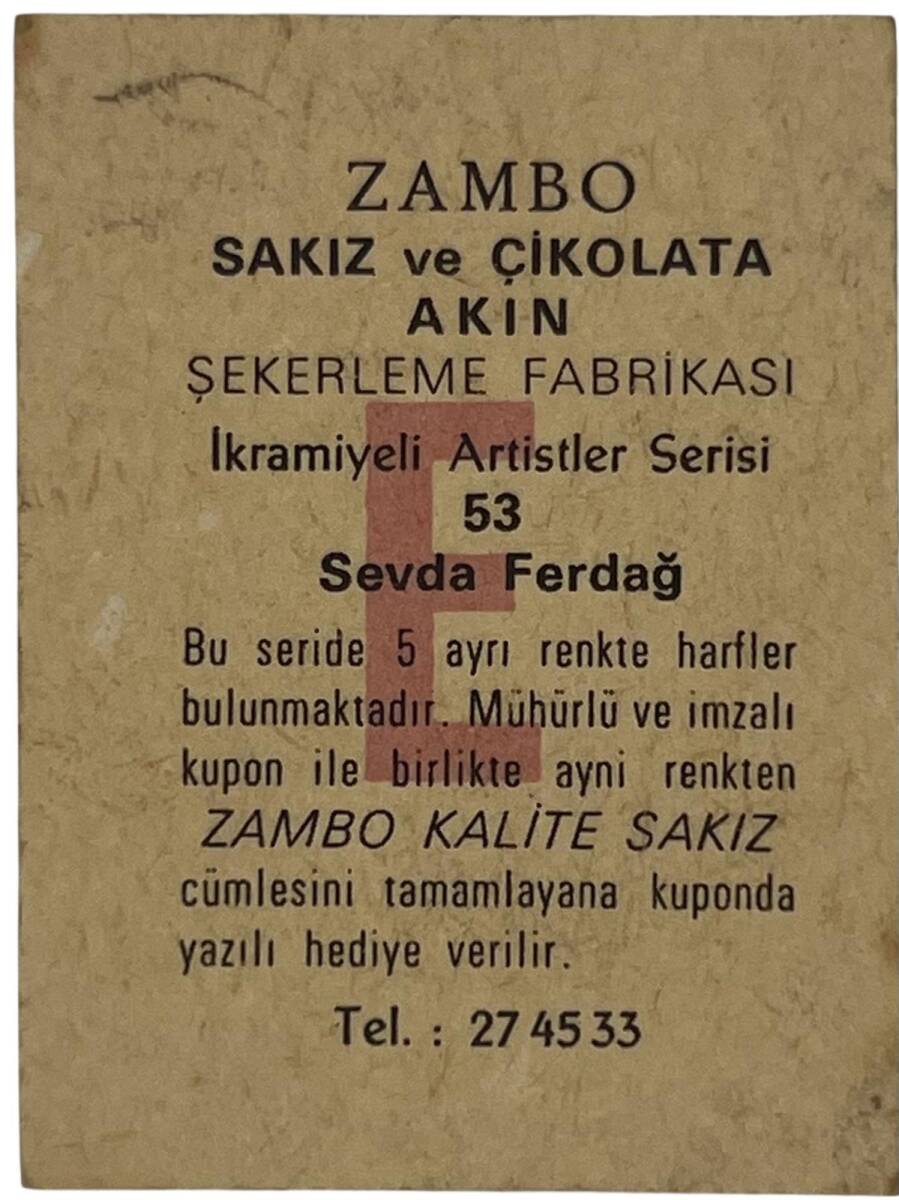 ZAMBO
SAKIZ ve ÇİKOLATA
AKIN
ŞEKERLEME FABRİKASI
İkramiyeli Artistler Serisi
53
Sevda Ferdağ
E
Bu seride 5 ayrı renkte harfler
bulunmaktadır. Mühürlü ve imzalı
kupon ile birlikte ayni renkten
ZAMBO KALİTE SAKIZ
cümlesini tamamlayana kuponda
yazılı hediye verilir.
Tel. : 27 45 33